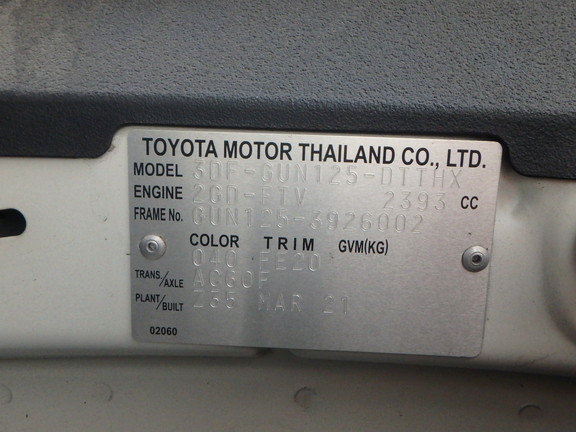 TOYOTA MOTOR THAILAND CO., LTD.
MODEL 3DF-GUN125-DTTHX
ENGINE 2GD-FTV 2393 CC
FRAME No. GUN125-3926002
COLOR TRIM GVM(KG)
040 FE20
TRANS./AXLE AC60F
PLANT/BUILT Z35 MAR 21
02060